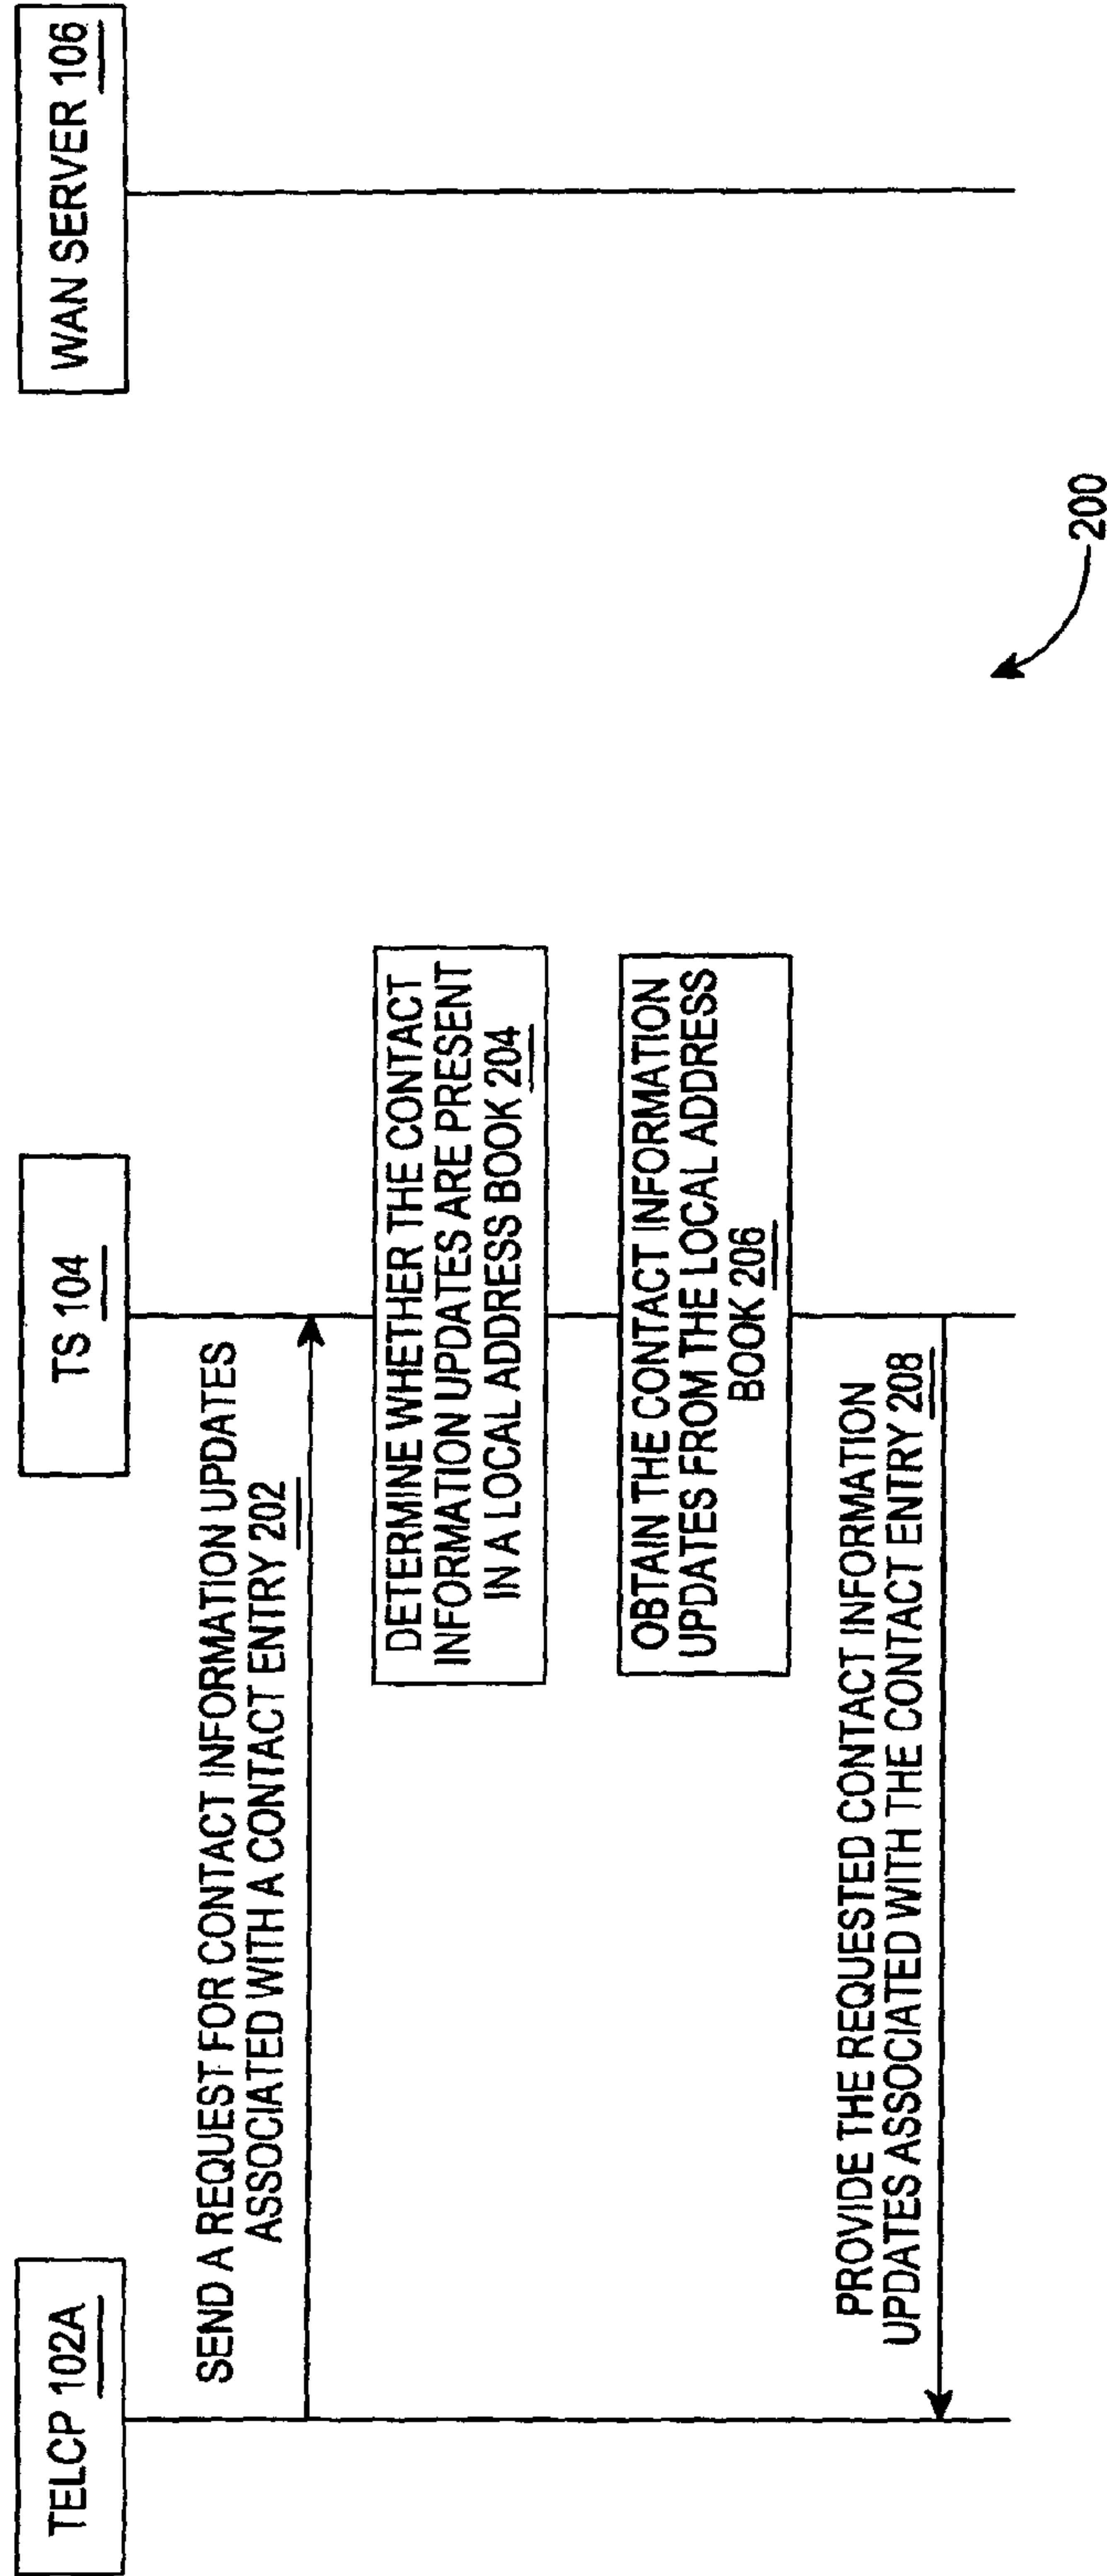 TELCP 102A
TS 104
WAN SERVER 106
SEND A REQUEST FOR CONTACT INFORMATION UPDATES
ASSOCIATED WITH A CONTACT ENTRY 202
DETERMINE WHETHER THE CONTACT
INFORMATION UPDATES ARE PRESENT
IN A LOCAL ADDRESS BOOK 204
OBTAIN THE CONTACT INFORMATION
UPDATES FROM THE LOCAL ADDRESS
BOOK 206
PROVIDE THE REQUESTED CONTACT INFORMATION
UPDATES ASSOCIATED WITH THE CONTACT ENTRY 208
200